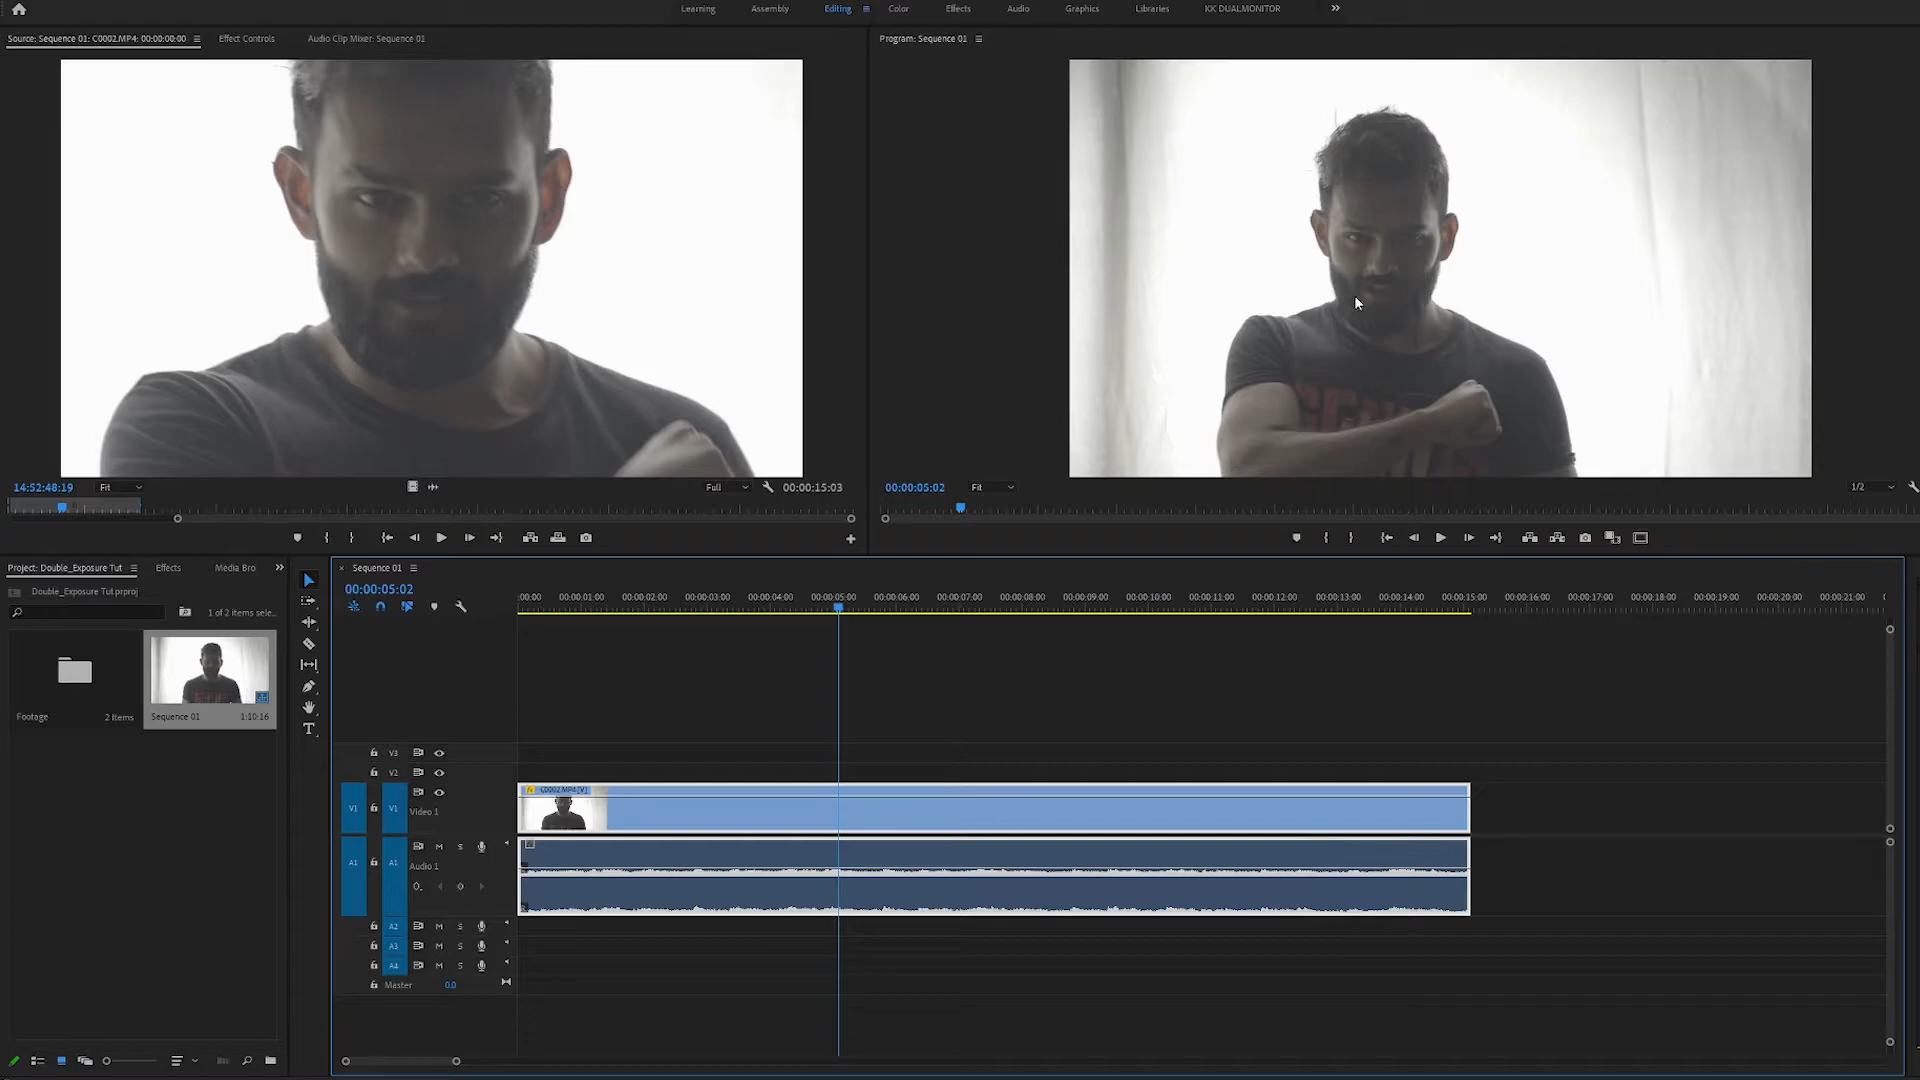 Learning Assembly Editing Color Effects Audio Graphics Libraries KK DUALMONITOR
Source: Sequence 01: C0002.MP4: 00:00:00:00 Effect Controls Audio Clip Mixer: Sequence 01
Program: Sequence 01
14:52:48:19 Fit Full 00:00:15:03
00:00:05:02 Fit 1/2
Project: Double_Exposure Tut Effects Media Bro
Double_Exposure Tut.prproj
1 of 2 items sele...
Footage 2 Items
Sequence 01 1:10:16
Sequence 01
00:00:05:02
:00:00 00:00:01:00 00:00:02:00 00:00:03:00 00:00:04:00 00:00:05:00 00:00:06:00 00:00:07:00 00:00:08:00 00:00:09:00 00:00:10:00 00:00:11:00 00:00:12:00 00:00:13:00 00:00:14:00 00:00:15:00 00:00:16:00 00:00:17:00 00:00:18:00 00:00:19:00 00:00:20:00 00:00:21:00
V3
V2
V1 V1 Video 1
C0002.MP4 [V]
A1 A1 M S
Audio 1
A2 M S
A3 M S
A4 M S
Master 0.0